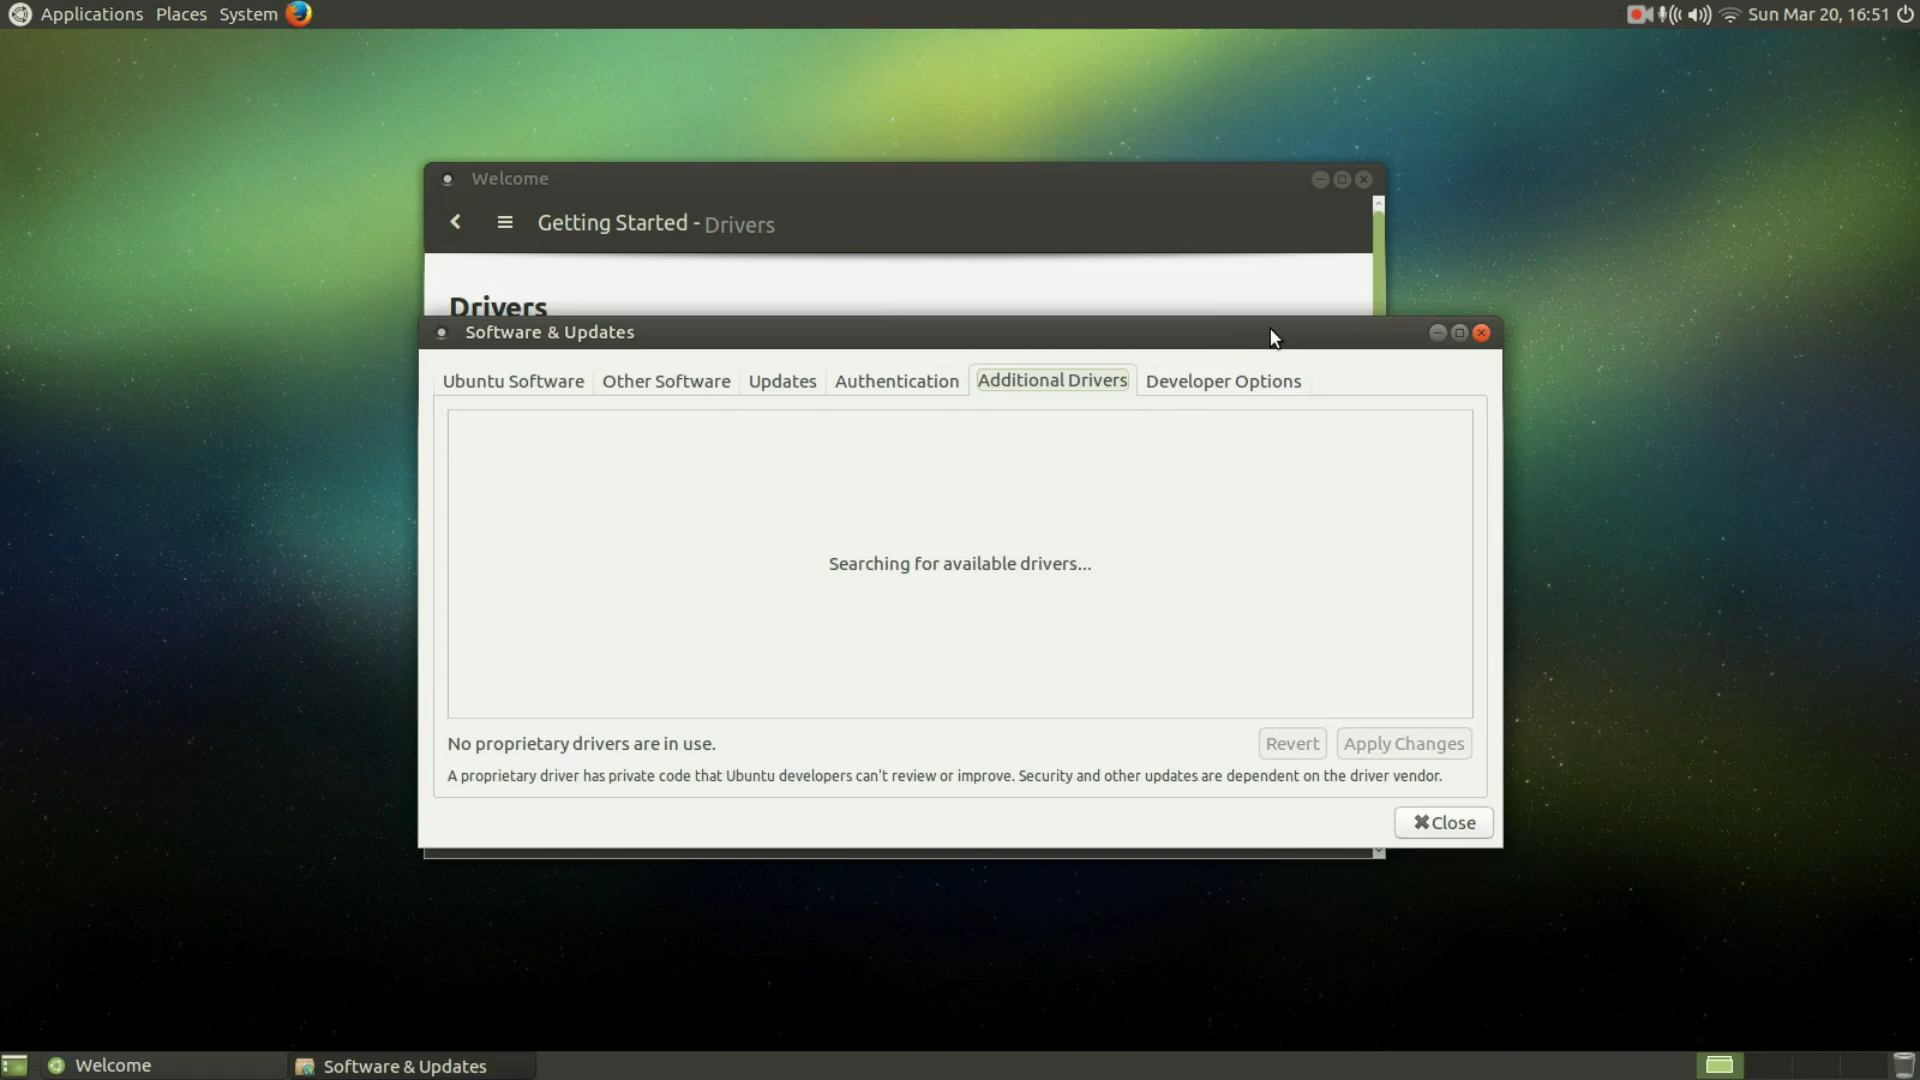 Applications Places System
Sun Mar 20, 16:51
Welcome
Getting Started - Drivers
Drivers
Software & Updates
Ubuntu Software Other Software Updates Authentication Additional Drivers Developer Options
Searching for available drivers...
No proprietary drivers are in use.
Revert Apply Changes
A proprietary driver has private code that Ubuntu developers can't review or improve. Security and other updates are dependent on the driver vendor.
Close
Welcome Software & Updates